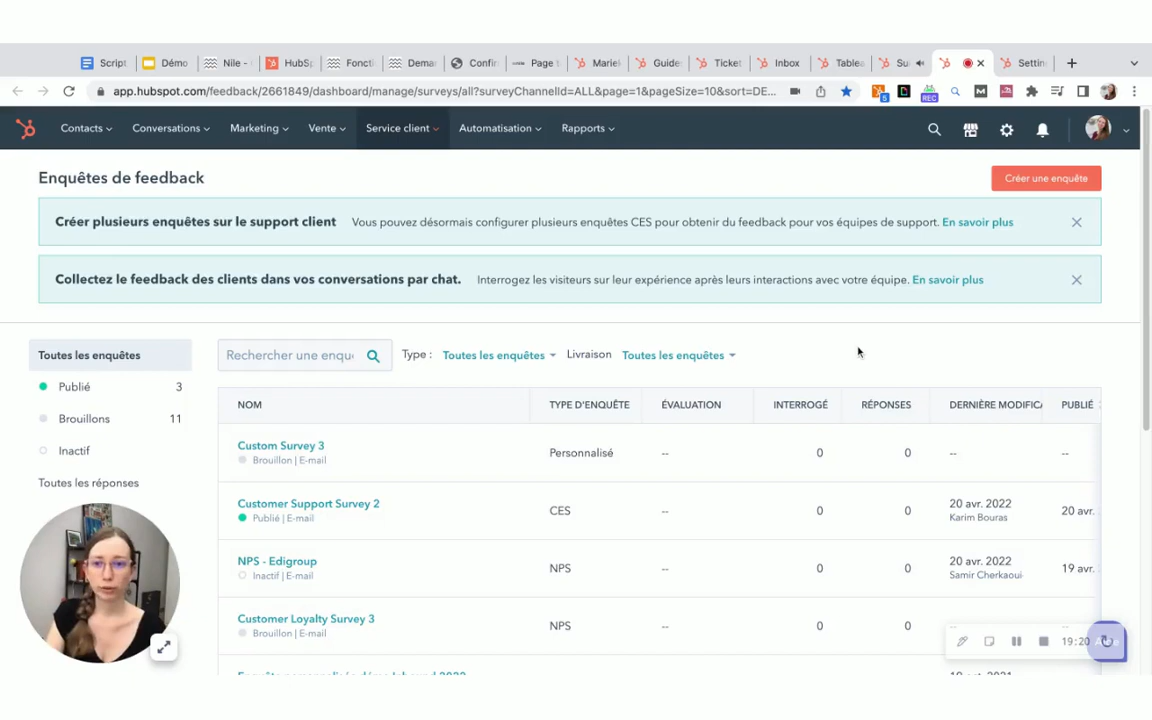 Script
Démo
Nile -
HubSp
Foncti
Dema
Confir
Page t
Mariek
Guide
Ticket
Inbox
Tablea
Su
Settin
app.hubspot.com/feedback/2661849/dashboard/manage/surveys/all?surveyChannelId=ALL&page=1&pageSize=10&sort=DE...
5
REC
Contacts
Conversations
Marketing
Vente
Service client
Automatisation
Rapports
Enquêtes de feedback
Créer une enquête
Créer plusieurs enquêtes sur le support client Vous pouvez désormais configurer plusieurs enquêtes CES pour obtenir du feedback pour vos équipes de support. En savoir plus
Collectez le feedback des clients dans vos conversations par chat. Interrogez les visiteurs sur leur expérience après leurs interactions avec votre équipe. En savoir plus
Toutes les enquêtes
Publié 3
Brouillons 11
Inactif
Toutes les réponses
Rechercher une enqu
Type : Toutes les enquêtes Livraison Toutes les enquêtes
NOM TYPE D'ENQUÊTE ÉVALUATION INTERROGÉ RÉPONSES DERNIÈRE MODIFICA PUBLIÉ
Custom Survey 3
Brouillon | E-mail
Personnalisé -- 0 0 -- --
Customer Support Survey 2
Publié | E-mail
CES -- 0 0
20 avr. 2022
Karim Bouras
20 avr.
NPS - Edigroup
Inactif | E-mail
NPS -- 0 0
20 avr. 2022
Samir Cherkaoui
19 avr.
Customer Loyalty Survey 3
Brouillon | E-mail
NPS -- 0 0 --
19:20